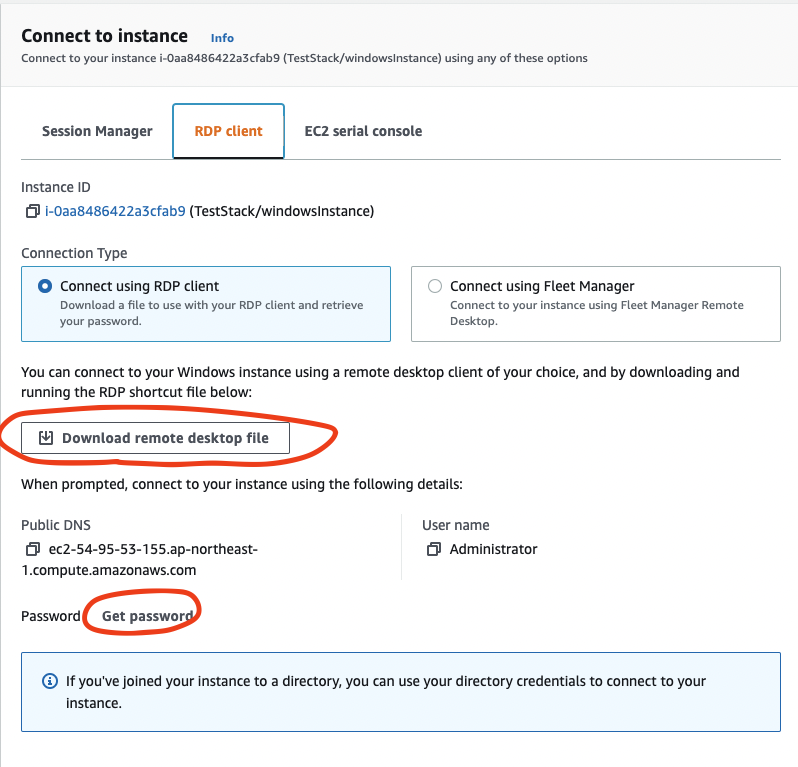 Connect to instance Info
Connect to your instance i-0aa8486422a3cfab9 (TestStack/windowsInstance) using any of these options
Session Manager
RDP client
EC2 serial console
Instance ID
i-0aa8486422a3cfab9 (TestStack/windowsInstance)
Connection Type
Connect using RDP client
Download a file to use with your RDP client and retrieve
your password.
Connect using Fleet Manager
Connect to your instance using Fleet Manager Remote
Desktop.
You can connect to your Windows instance using a remote desktop client of your choice, and by downloading and
running the RDP shortcut file below:
Download remote desktop file
When prompted, connect to your instance using the following details:
Public DNS
ec2-54-95-53-155.ap-northeast-
1.compute.amazonaws.com
User name
Administrator
Password Get password
If you've joined your instance to a directory, you can use your directory credentials to connect to your
instance.